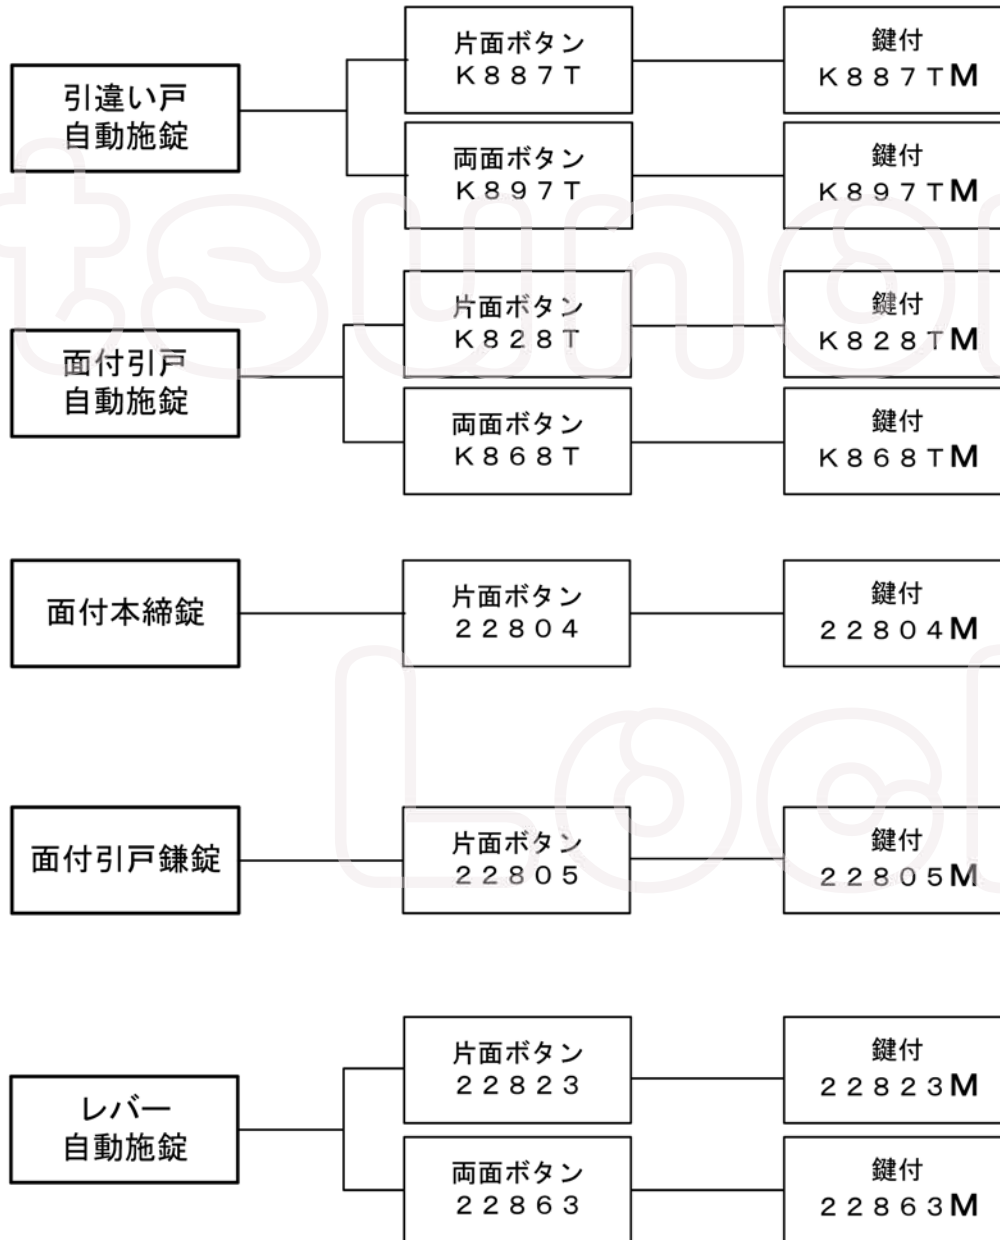 引違い戸
自動施錠
片面ボタン
K887T
鍵付
K887TM
両面ボタン
K897T
鍵付
K897TM
面付引戸
自動施錠
片面ボタン
K828T
鍵付
K828TM
両面ボタン
K868T
鍵付
K868TM
面付本締錠
片面ボタン
22804
鍵付
22804M
面付引戸鎌錠
片面ボタン
22805
鍵付
22805M
レバー
自動施錠
片面ボタン
22823
鍵付
22823M
両面ボタン
22863
鍵付
22863M